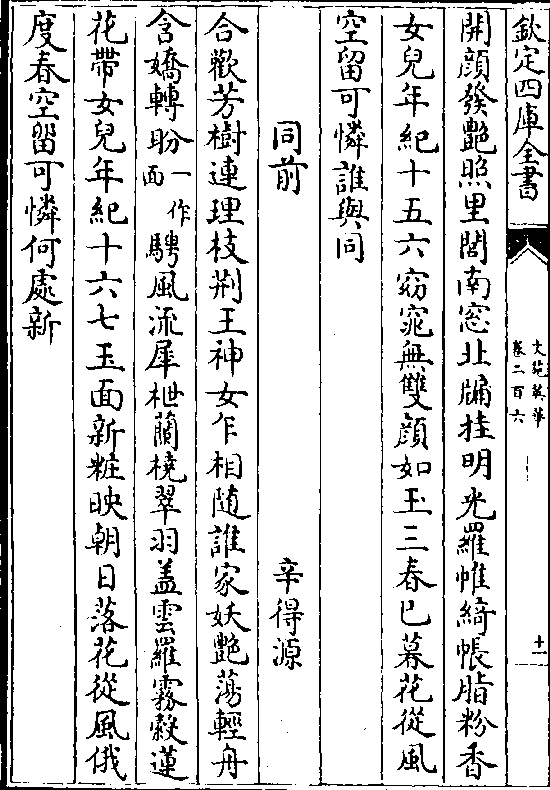 欽定四庫全書
文苑英華
卷二百六
十一
開顔發艶照里閭南窓北牖挂明光羅帷綺帳脂粉香
女兒年紀十五六窈窕無雙顔如玉三春已暮花從風
空留可憐誰與同
同前　辛得源
合歡芳樹連理枝荆王神女乍相隨誰家妖艶蕩輕舟
含嬌轉盼一作面騁風流犀枻蘭橈翠羽盖雲羅霧縠蓮
花帶女兒年紀十六七玉面新粧映朝日落花從風俄
度春空留可憐何處新